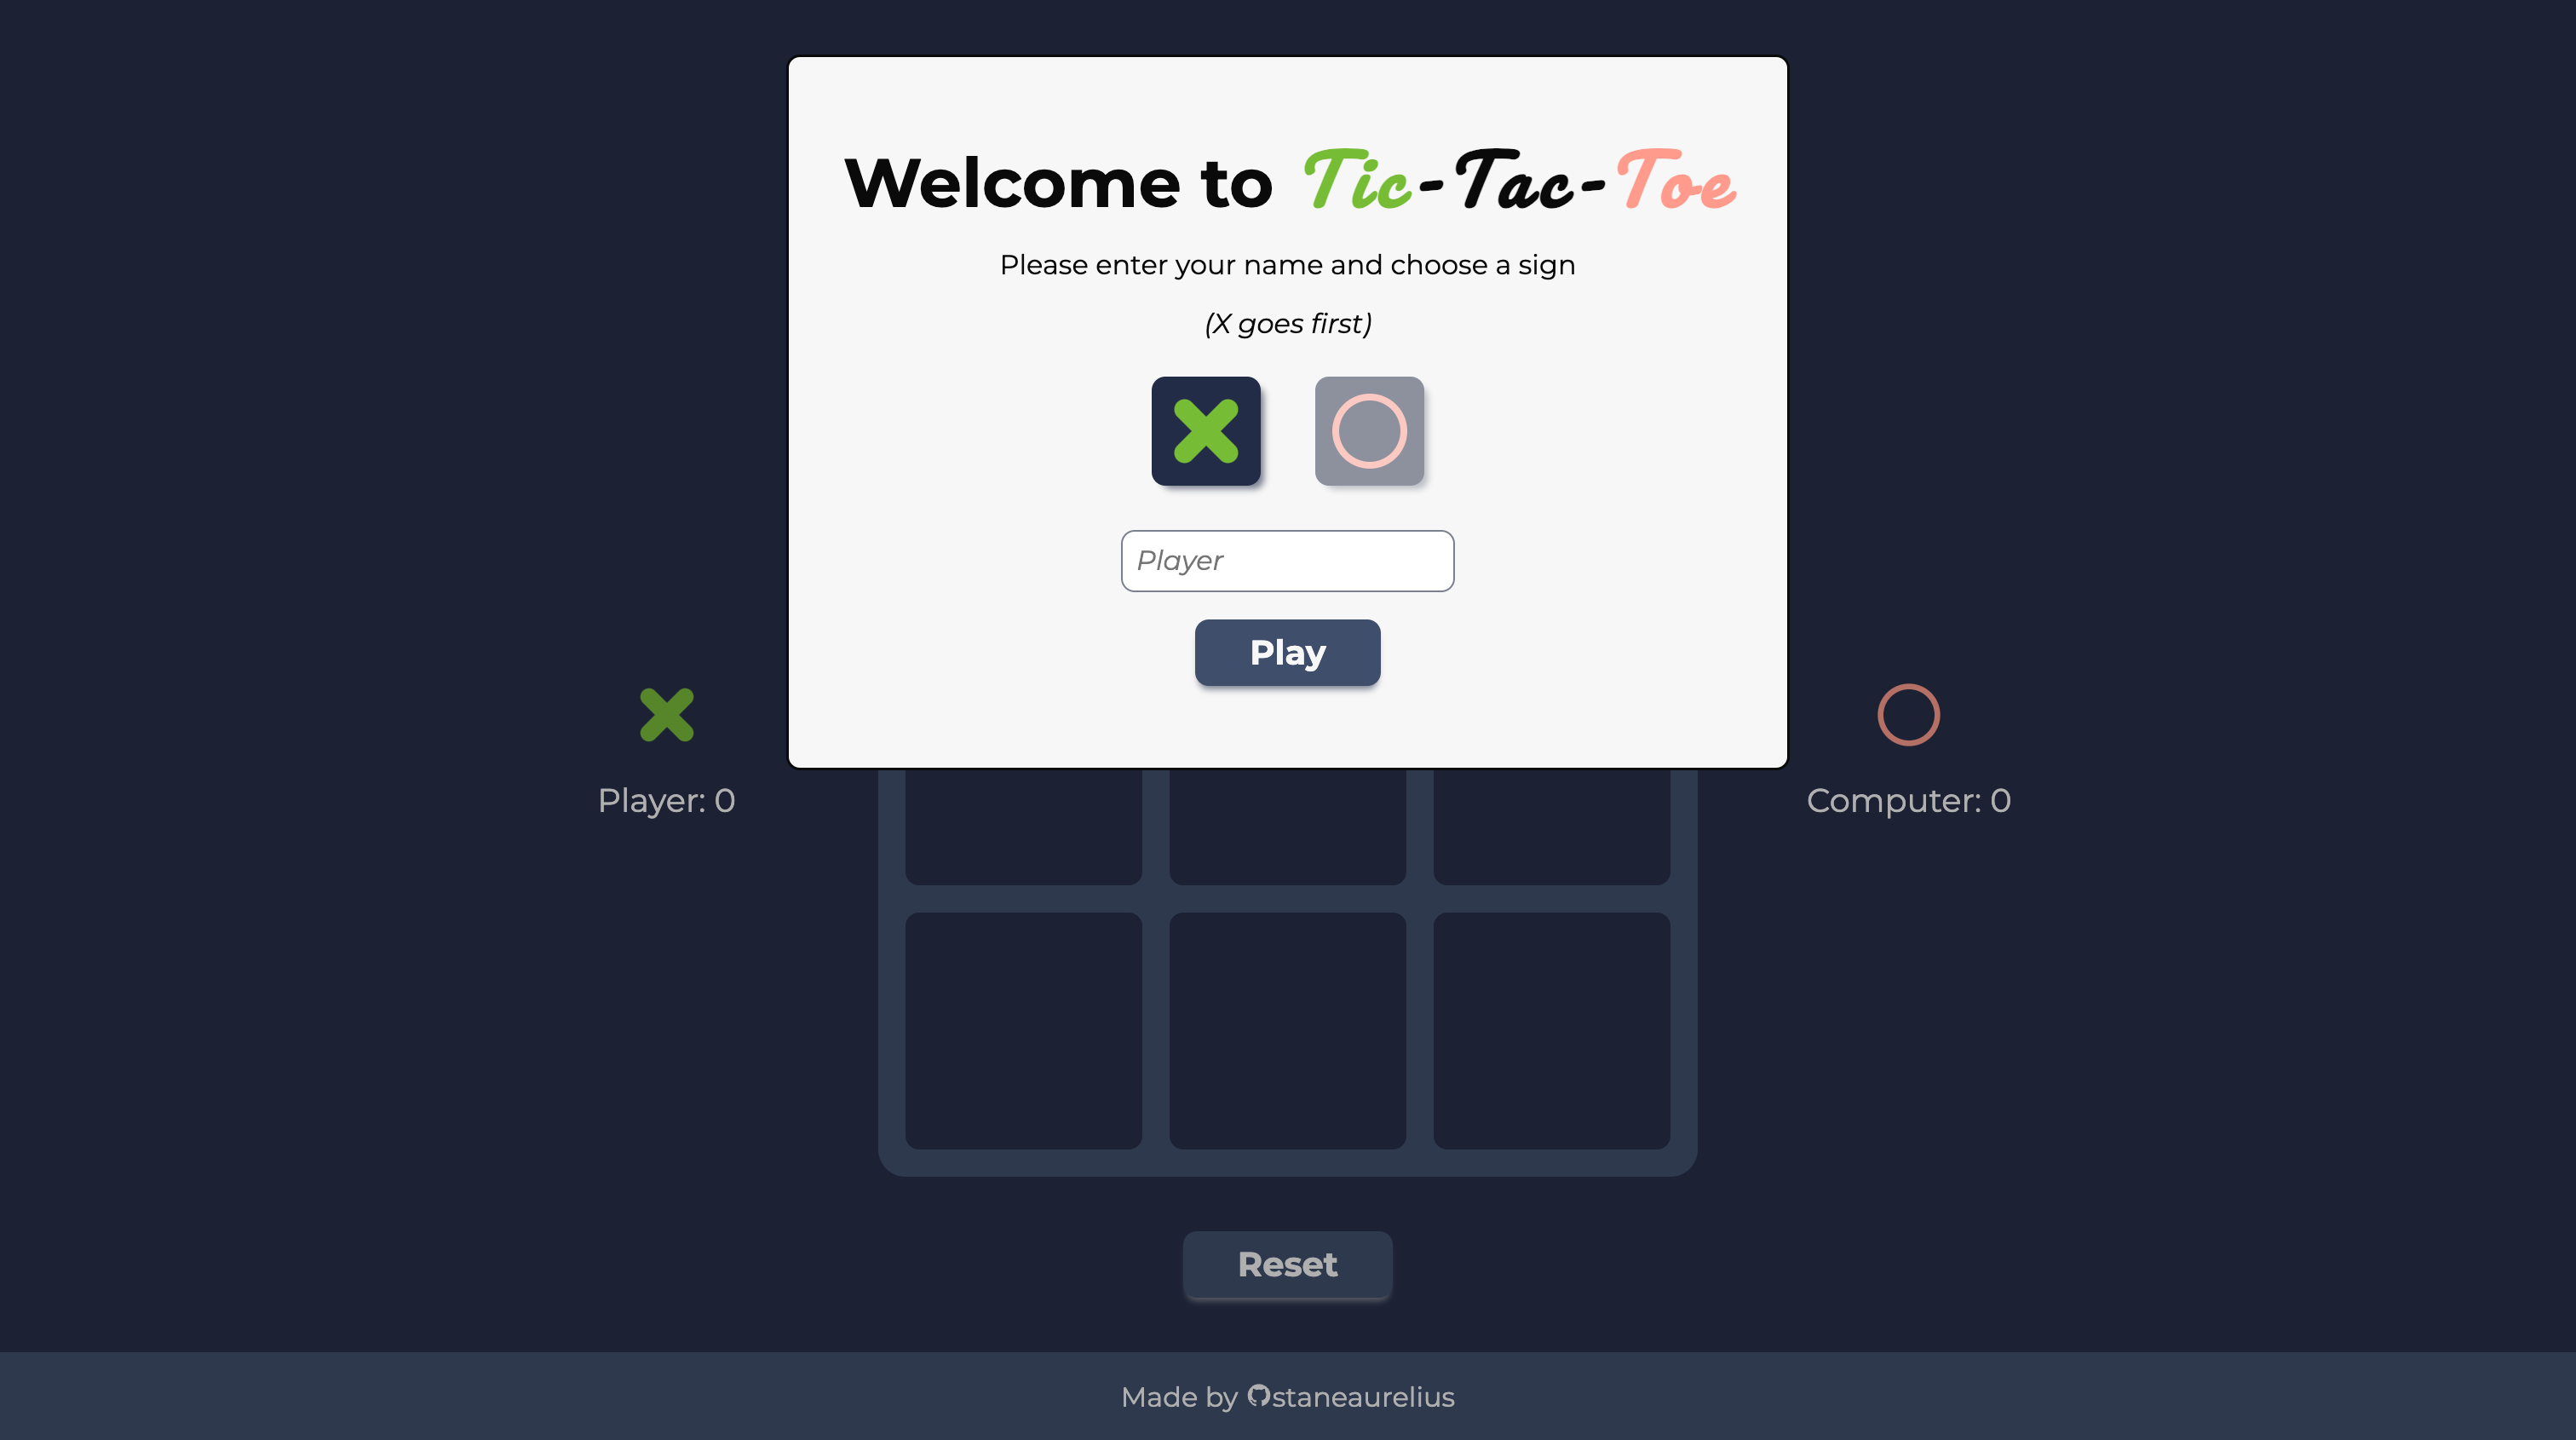 Welcome to Tic-Tac-Toe
Please enter your name and choose a sign
(X goes first)
Player
Play
Player: 0
Computer: 0
Reset
Made by staneaurelius